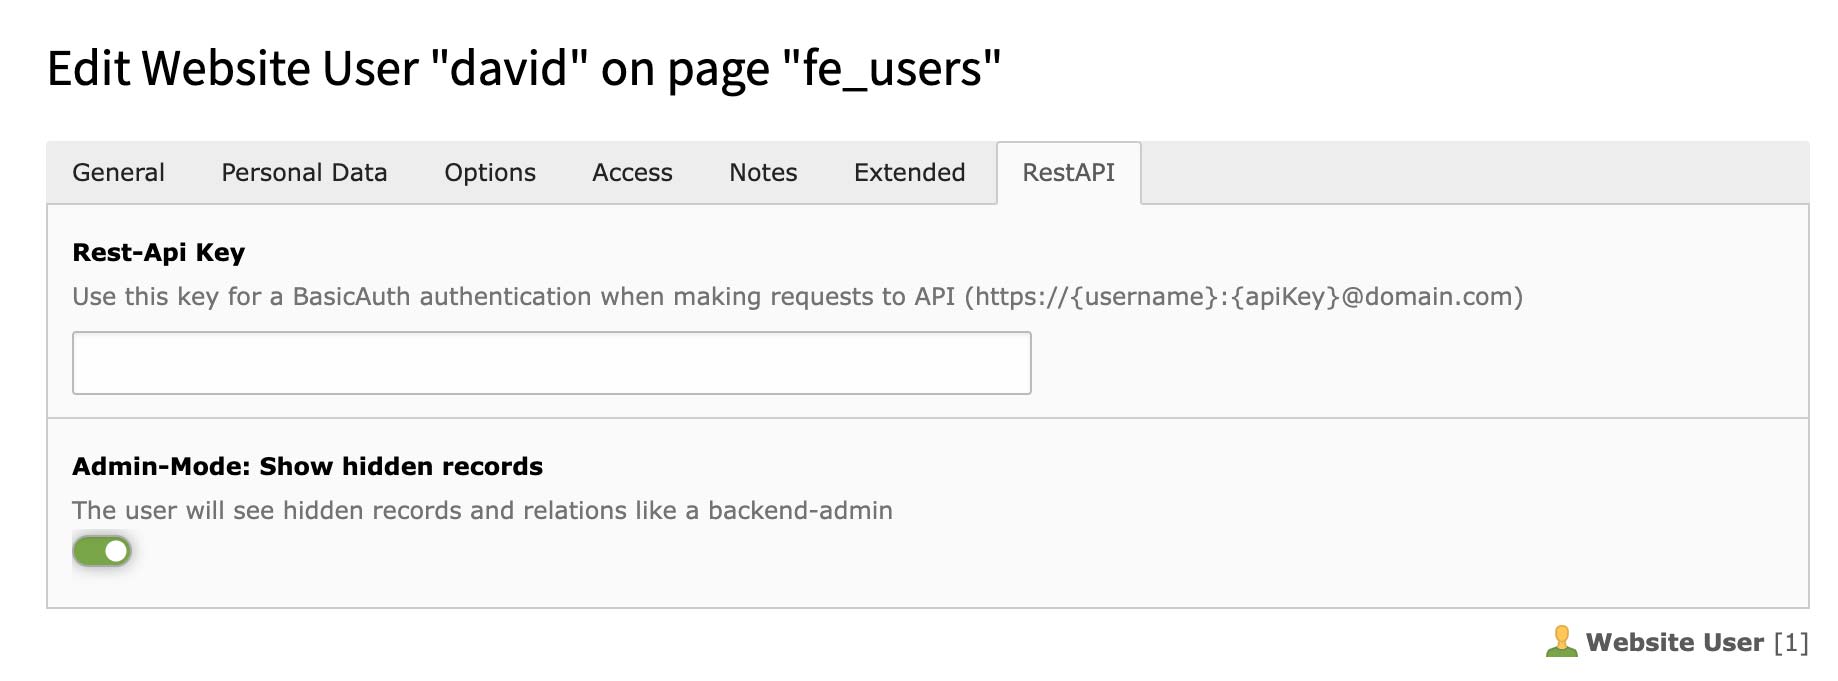 Edit Website User "david" on page "fe_users"
General Personal Data Options Access Notes Extended RestAPI
Rest-Api Key
Use this key for a BasicAuth authentication when making requests to API (https://{username}:{apiKey}@domain.com)
Admin-Mode: Show hidden records
The user will see hidden records and relations like a backend-admin
Website User [1]